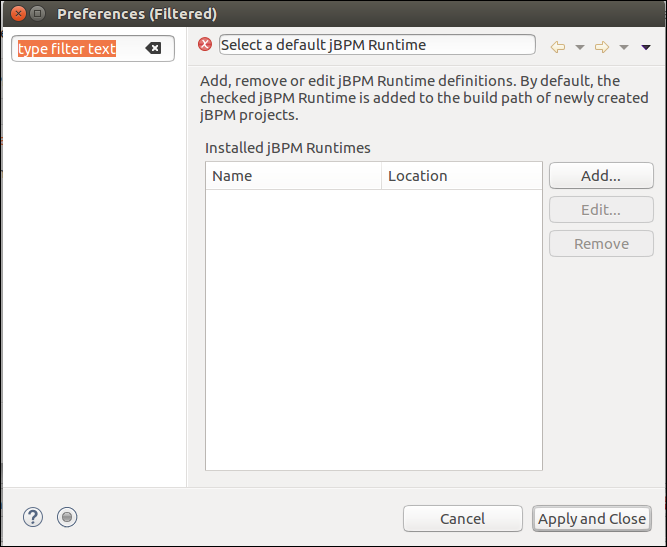 Preferences (Filtered)
type filter text
Select a default jBPM Runtime
Add, remove or edit jBPM Runtime definitions. By default, the
checked jBPM Runtime is added to the build path of newly created
jBPM projects.
Installed jBPM Runtimes
Name Location
Add...
Edit...
Remove
Cancel Apply and Close